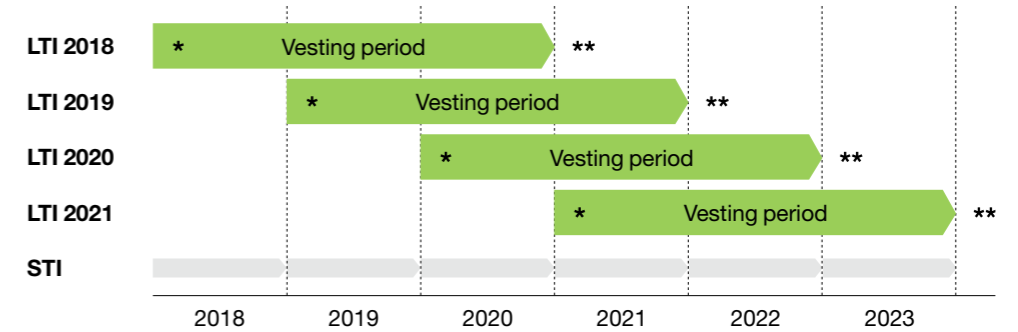 LTI 2018 * Vesting period **
LTI 2019 * Vesting period **
LTI 2020 * Vesting period **
LTI 2021 * Vesting period **
STI
2018 2019 2020 2021 2022 2023